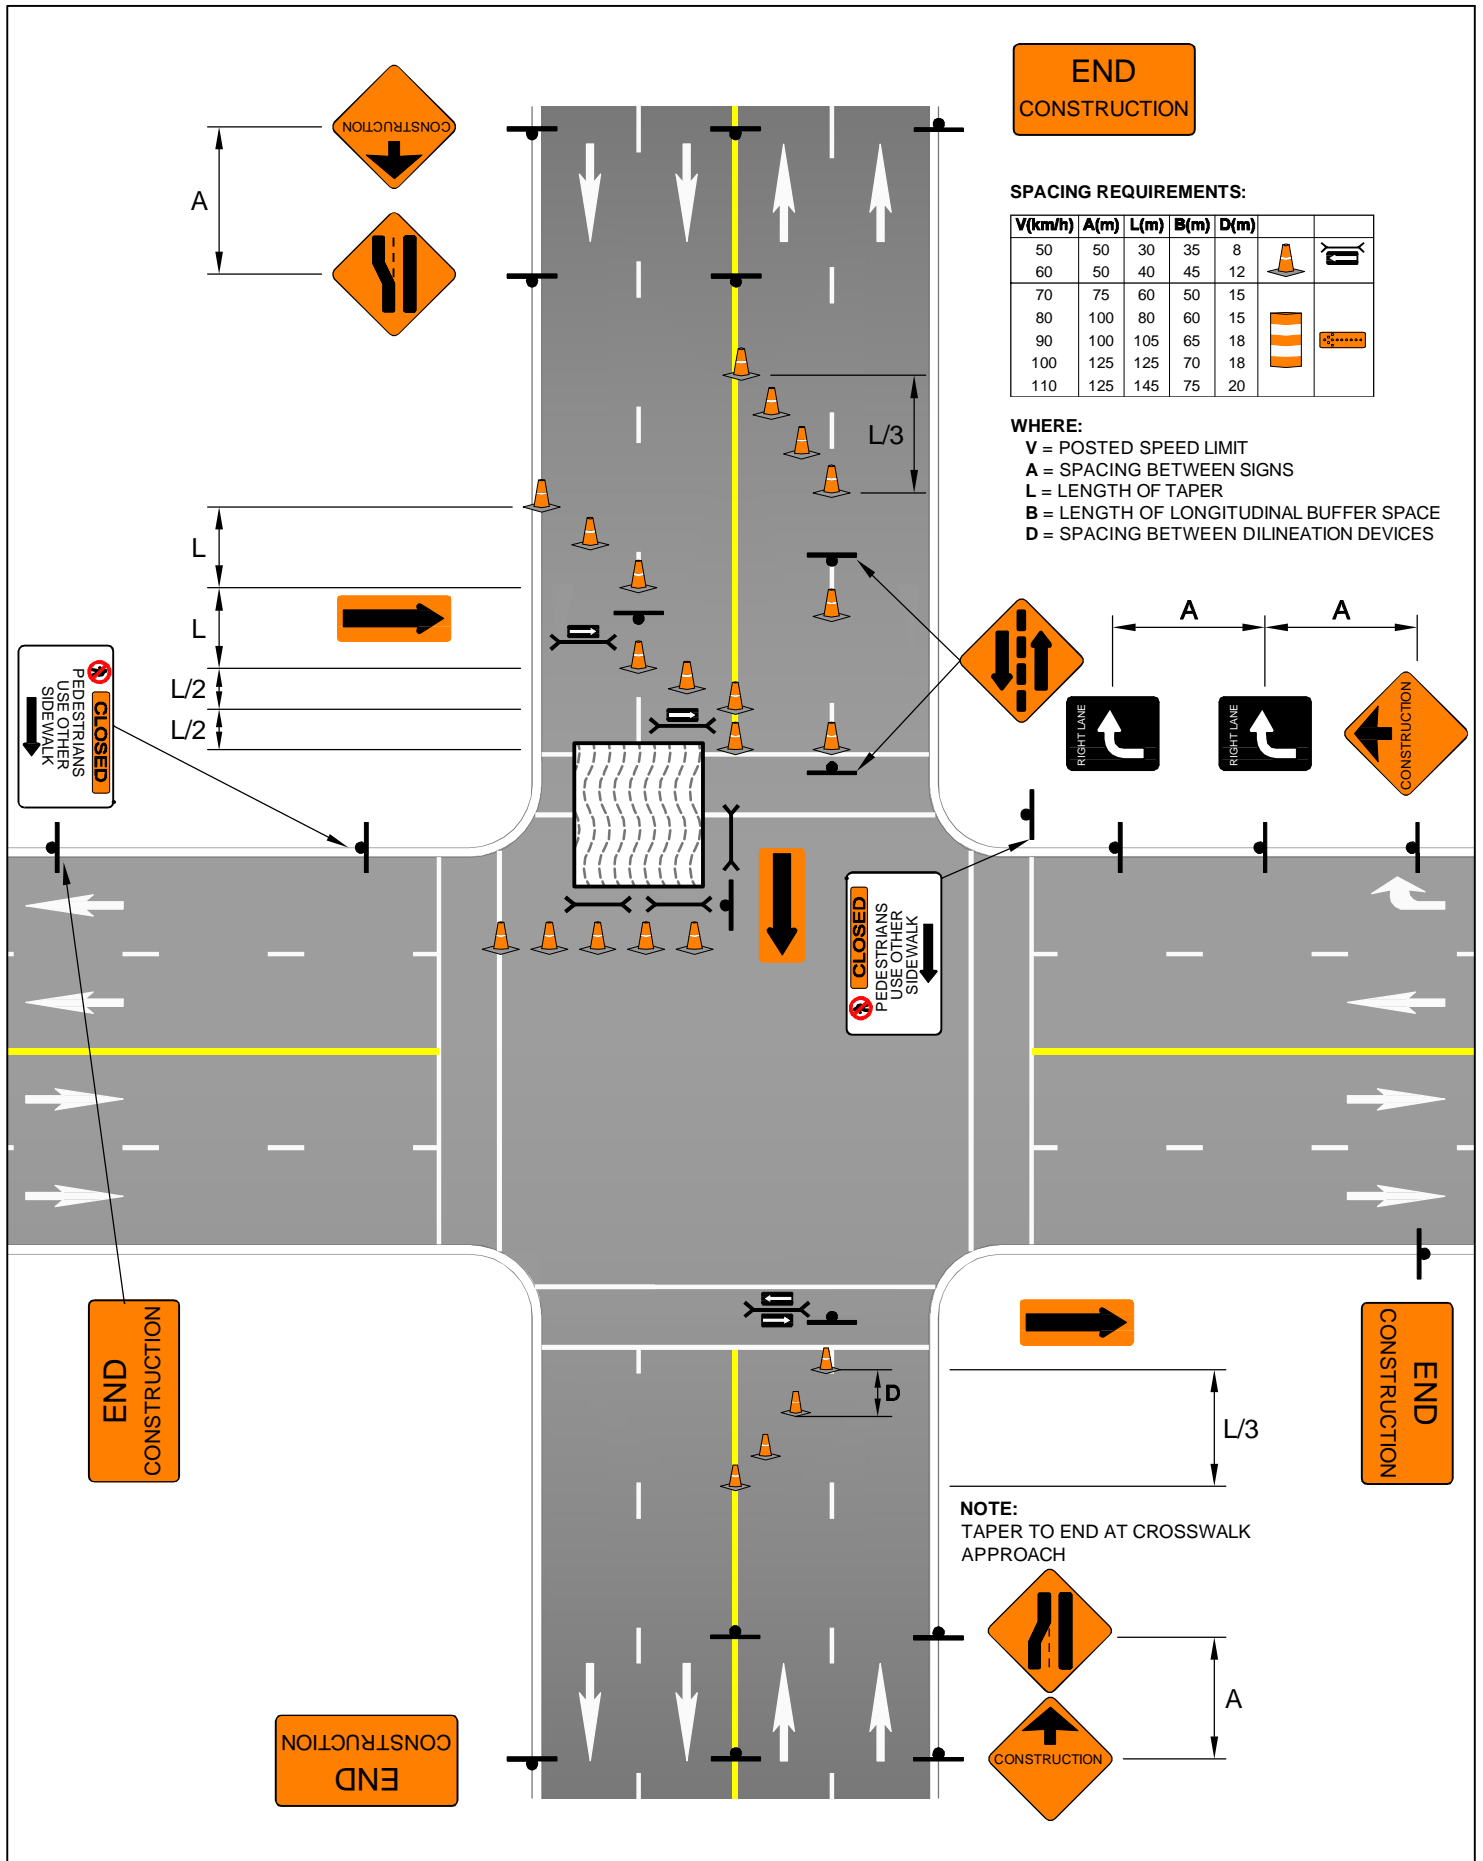 END
CONSTRUCTION
CONSTRUCTION
A
SPACING REQUIREMENTS:
V(km/h) A(m) L(m) B(m) D(m)
50 50 30 35 8
60 50 40 45 12
70 75 60 50 15
80 100 80 60 15
90 100 105 65 18
100 125 125 70 18
110 125 145 75 20
WHERE:
V = POSTED SPEED LIMIT
A = SPACING BETWEEN SIGNS
L = LENGTH OF TAPER
B = LENGTH OF LONGITUDINAL BUFFER SPACE
D = SPACING BETWEEN DILINEATION DEVICES
L/3
L
L
L/2
L/2
CLOSED
PEDESTRIANS
USE OTHER
SIDEWALK
A
A
RIGHT LANE
RIGHT LANE
CONSTRUCTION
CLOSED
PEDESTRIANS
USE OTHER
SIDEWALK
END
CONSTRUCTION
D
L/3
END
CONSTRUCTION
NOTE:
TAPER TO END AT CROSSWALK
APPROACH
A
CONSTRUCTION
END
CONSTRUCTION